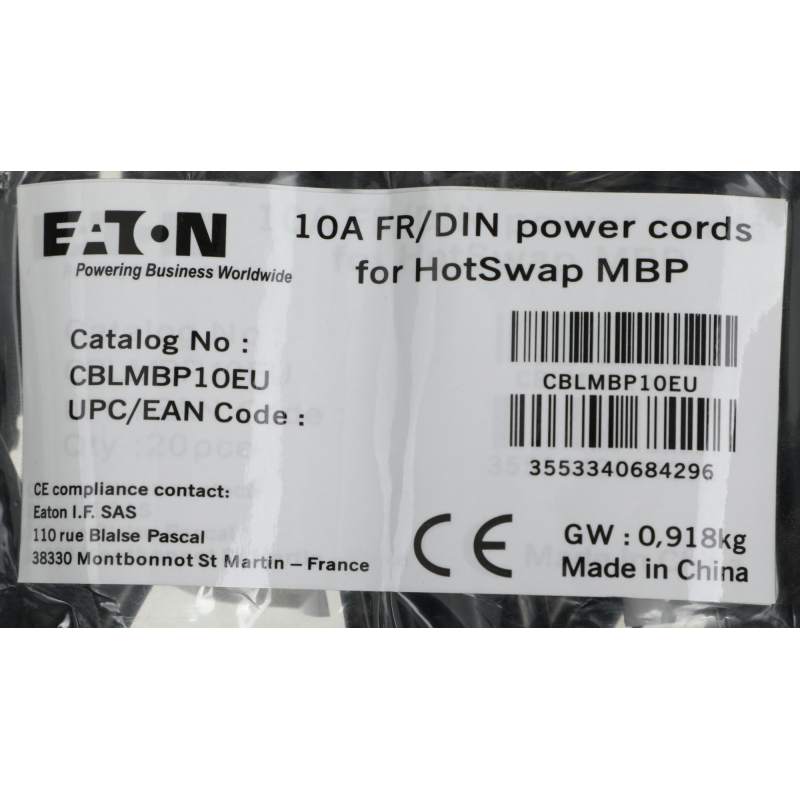 EATON
Powering Business Worldwide
10A FR/DIN power cords
for HotSwap MBP
Catalog No :
CBLMBP10EU
UPC/EAN Code :
CBLMBP10EU
3553340684296
CE compliance contact:
Eaton I.F. SAS
110 rue Blaise Pascal
38330 Montbonnot St Martin – France
CE
GW : 0,918kg
Made in China